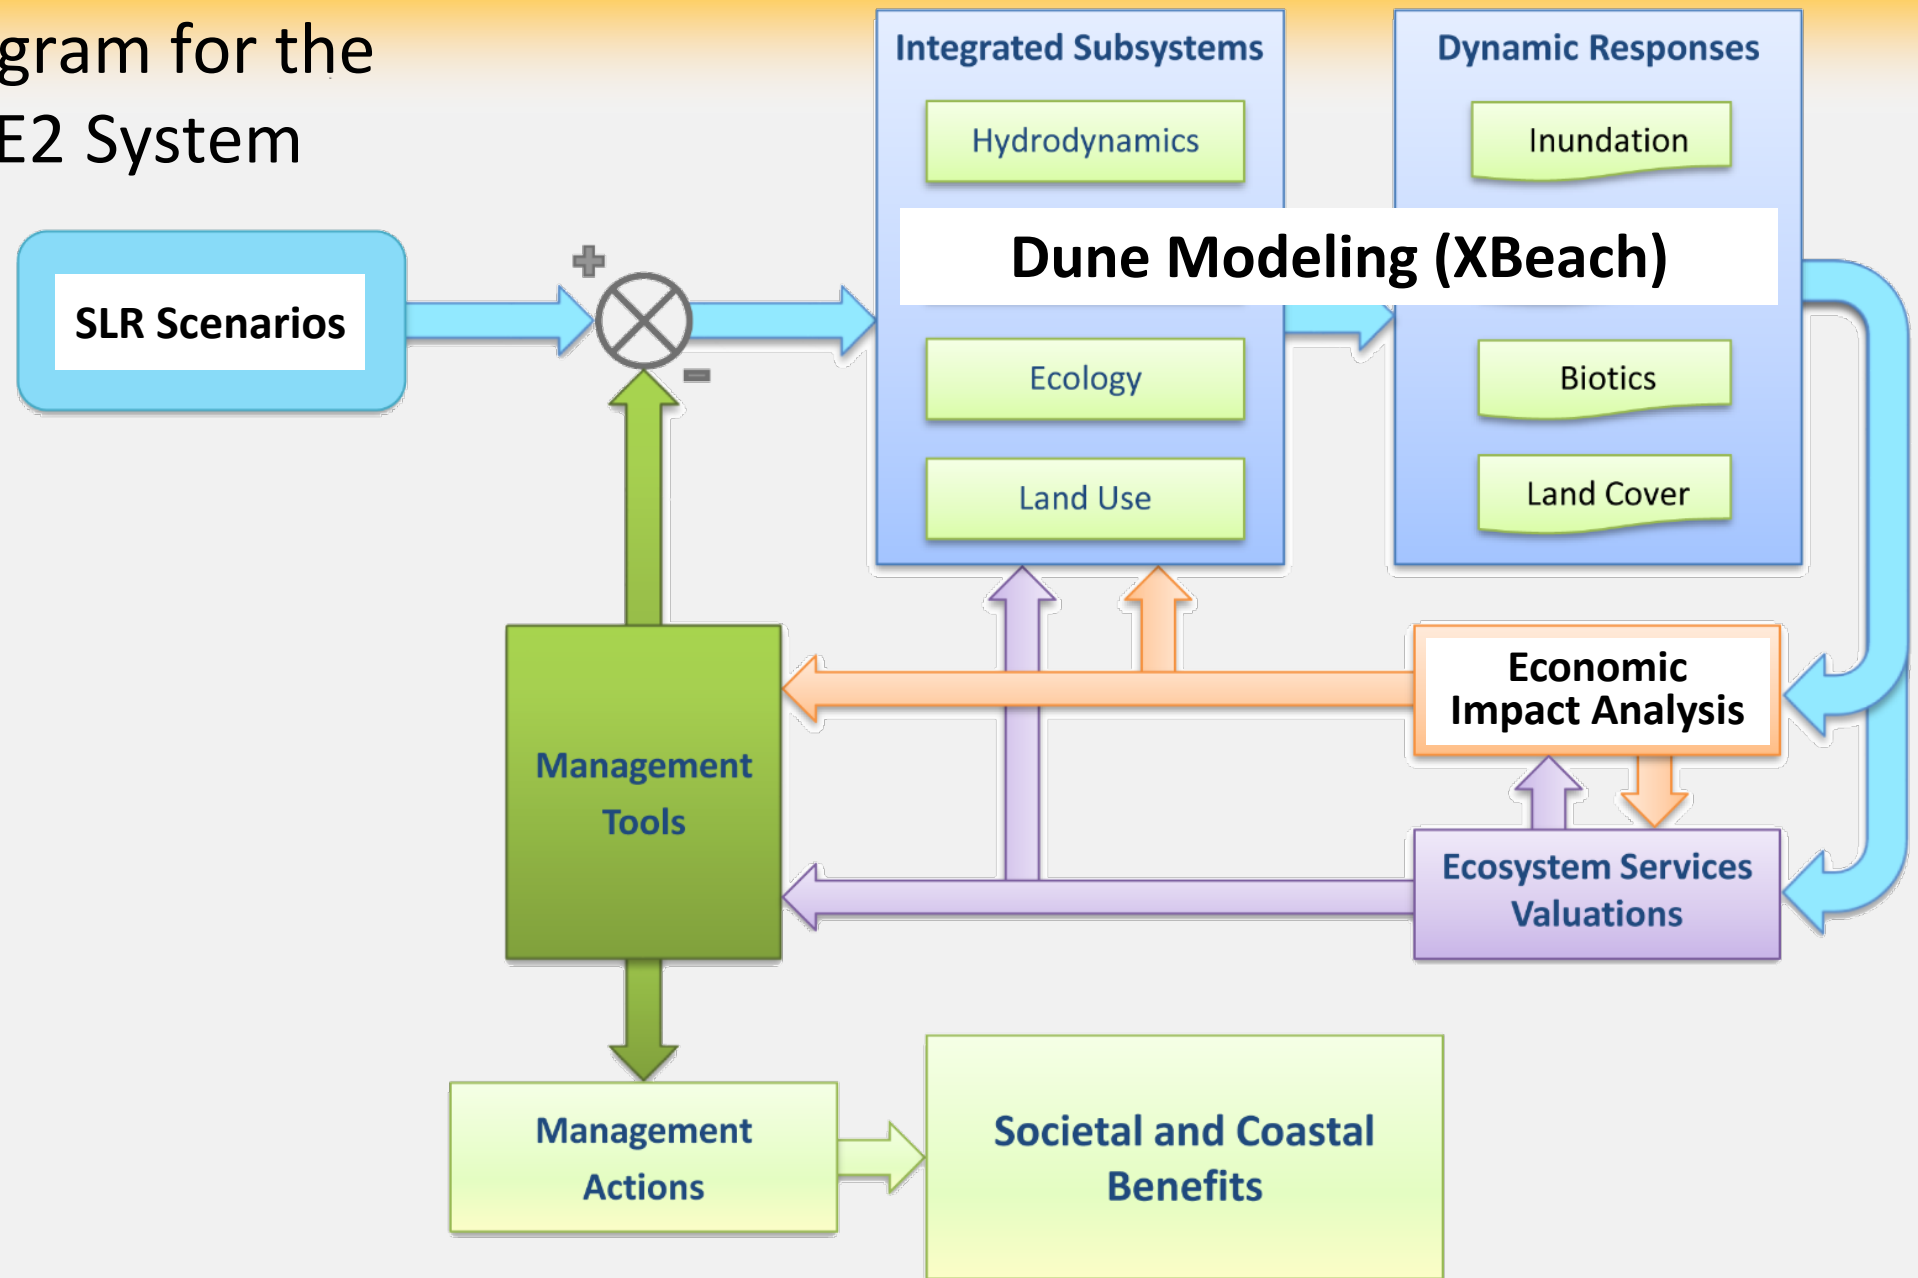 gram for the
E2 System
Integrated Subsystems
Dynamic Responses
Hydrodynamics
Inundation
Dune Modeling (XBeach)
SLR Scenarios
Ecology
Biotics
Land Use
Land Cover
Economic
Impact Analysis
Management
Tools
Ecosystem Services
Valuations
Management
Actions
Societal and Coastal
Benefits